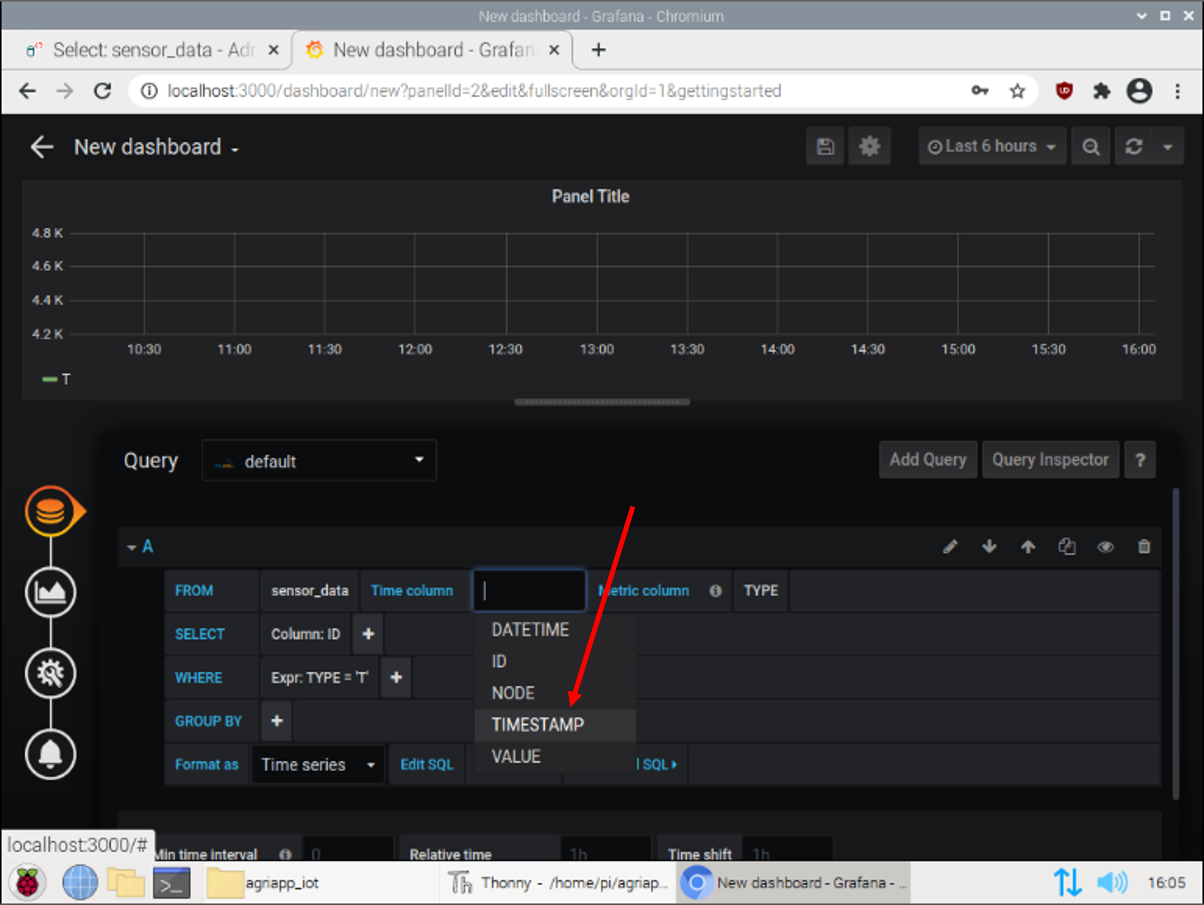 New dashboard - Grafana - Chromium
Select: sensor_data - Adm
New dashboard - Grafan
localhost:3000/dashboard/new?panelId=2&edit&fullscreen&orgId=1&gettingstarted
New dashboard
Last 6 hours
Panel Title
4.8 K
4.6 K
4.4 K
4.2 K
10:30 11:00 11:30 12:00 12:30 13:00 13:30 14:00 14:30 15:00 15:30 16:00
T
Query default Add Query Query Inspector ?
A
FROM sensor_data Time column Metric column TYPE
DATETIME
ID
NODE
TIMESTAMP
VALUE
SELECT Column: ID +
WHERE Expr: TYPE = 'T' +
GROUP BY +
Format as Time series Edit SQL SQL
localhost:3000/#
Min time interval 0 Relative time 1h Time shift 1h
agriapp_iot Thonny - /home/pi/agriap... New dashboard - Grafana - ... 16:05